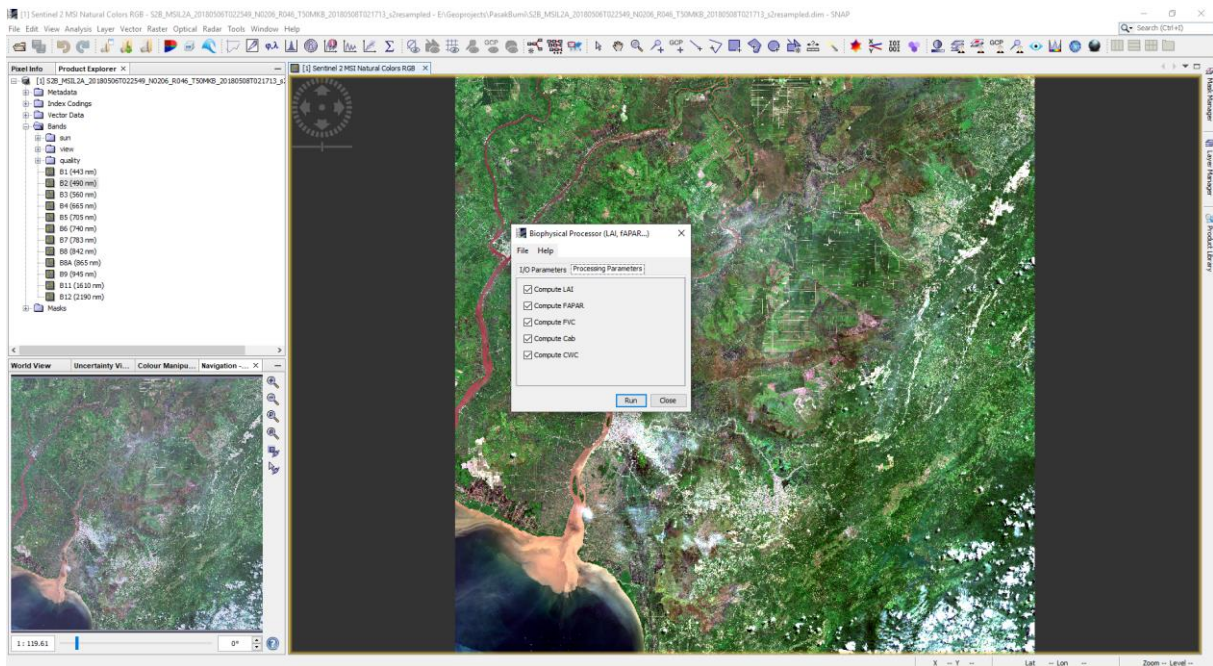 [1] Sentinel 2 MSI Natural Colors RGB - S2B_MSIL2A_20180506T022549_N0206_R046_T50MKB_20180508T021713_s2resampled - E:\Geoprojects\PasakBumi\S2B_MSIL2A_20180506T022549_N0206_R046_T50MKB_20180508T021713_s2resampled.dim - SNAP
File Edit View Analysis Layer Vector Raster Optical Radar Tools Window Help
Search (Ctrl+I)
Pixel Info Product Explorer
[1] Sentinel 2 MSI Natural Colors RGB
[1] S2B_MSIL2A_20180506T022549_N0206_R046_T50MKB_20180508T021713_s2
Metadata
Index Codings
Vector Data
Bands
sun
view
quality
B1 (443 nm)
B2 (490 nm)
B3 (560 nm)
B4 (665 nm)
B5 (705 nm)
B6 (740 nm)
B7 (783 nm)
B8 (842 nm)
B8A (865 nm)
B9 (945 nm)
B11 (1610 nm)
B12 (2190 nm)
Masks
Biophysical Processor (LAI, fAPAR...)
File Help
I/O Parameters Processing Parameters
Compute LAI
Compute FAPAR
Compute FVC
Compute Cab
Compute CWC
Run Close
World View Uncertainty Vi... Colour Manipu... Navigation -...
1: 119.61
0°
Mask Manager
Layer Manager
Product Library
X -- Y -- Lat -- Lon -- Zoom -- Level --